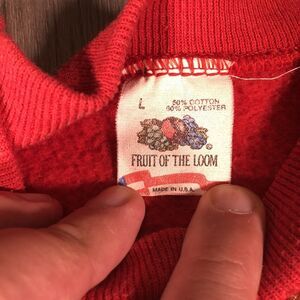 L
50% COTTON
50% POLYESTER
FRUIT OF THE LOOM
MADE IN U.S.A.